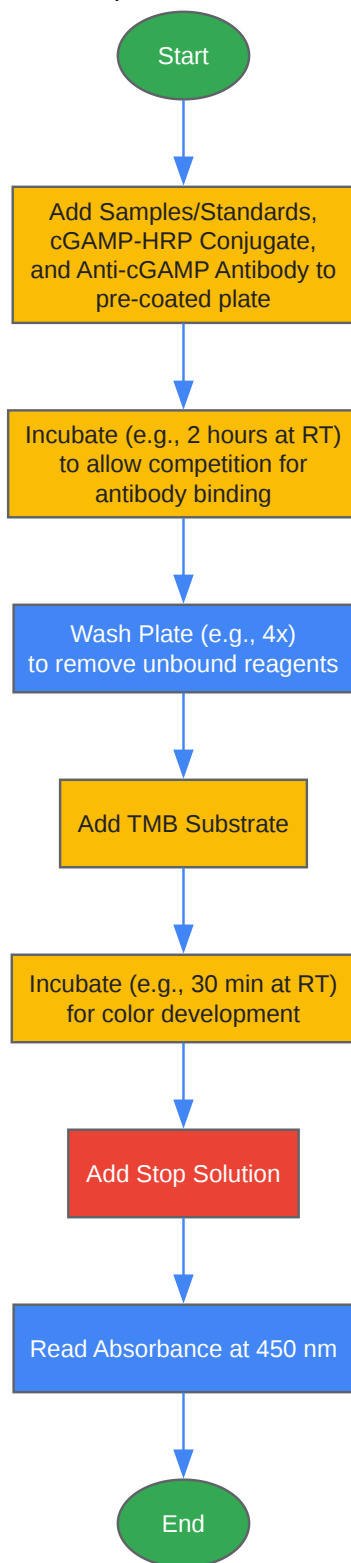 Start
Add Samples/Standards,
cGAMP-HRP Conjugate,
and Anti-cGAMP Antibody to
pre-coated plate
Incubate (e.g., 2 hours at RT)
to allow competition for
antibody binding
Wash Plate (e.g., 4x)
to remove unbound reagents
Add TMB Substrate
Incubate (e.g., 30 min at RT)
for color development
Add Stop Solution
Read Absorbance at 450 nm
End